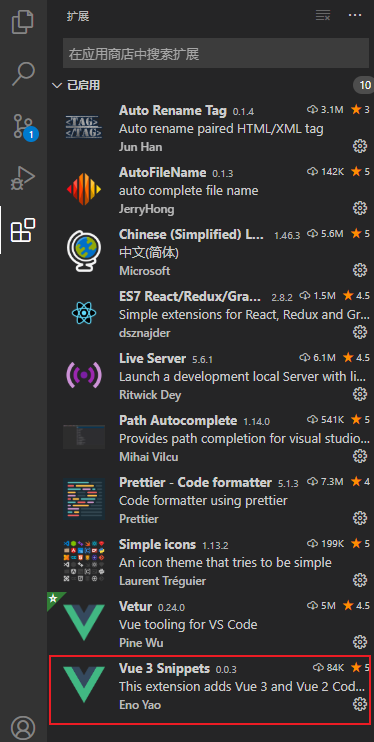 扩展
在应用商店中搜索扩展
已启用 10
Auto Rename Tag 0.1.4 3.1M 3
Auto rename paired HTML/XML tag
Jun Han
AutoFileName 0.1.3 142K 5
auto complete file name
JerryHong
Chinese (Simplified) L... 1.46.3 5.6M 5
中文(简体)
Microsoft
ES7 React/Redux/Gra... 2.8.2 1.5M 4.5
Simple extensions for React, Redux and Gr...
dsznajder
Live Server 5.6.1 6.1M 4.5
Launch a development local Server with li...
Ritwick Dey
Path Autocomplete 1.14.0 541K 5
Provides path completion for visual studio...
Mihai Vilcu
Prettier - Code formatter 5.1.3 7.3M 4
Code formatter using prettier
Prettier
Simple icons 1.13.2 199K 5
An icon theme that tries to be simple
Laurent Tréguier
Vetur 0.24.0 5M 4.5
Vue tooling for VS Code
Pine Wu
Vue 3 Snippets 0.0.3 84K 5
This extension adds Vue 3 and Vue 2 Cod...
Eno Yao
1
<TAG>
</TAG>